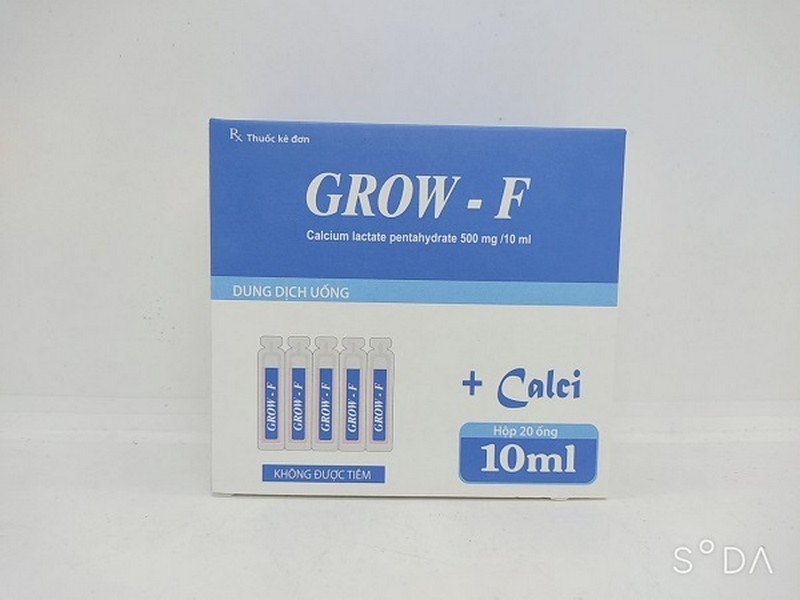 Rx Thuốc kê đơn
GROW - F
Calcium lactate pentahydrate 500 mg /10 ml
DUNG DỊCH UỐNG
GROW - F
GROW - F
GROW - F
GROW - F
GROW - F
+ Calci
Hộp 20 ống
10ml
KHÔNG ĐƯỢC TIÊM
SODA